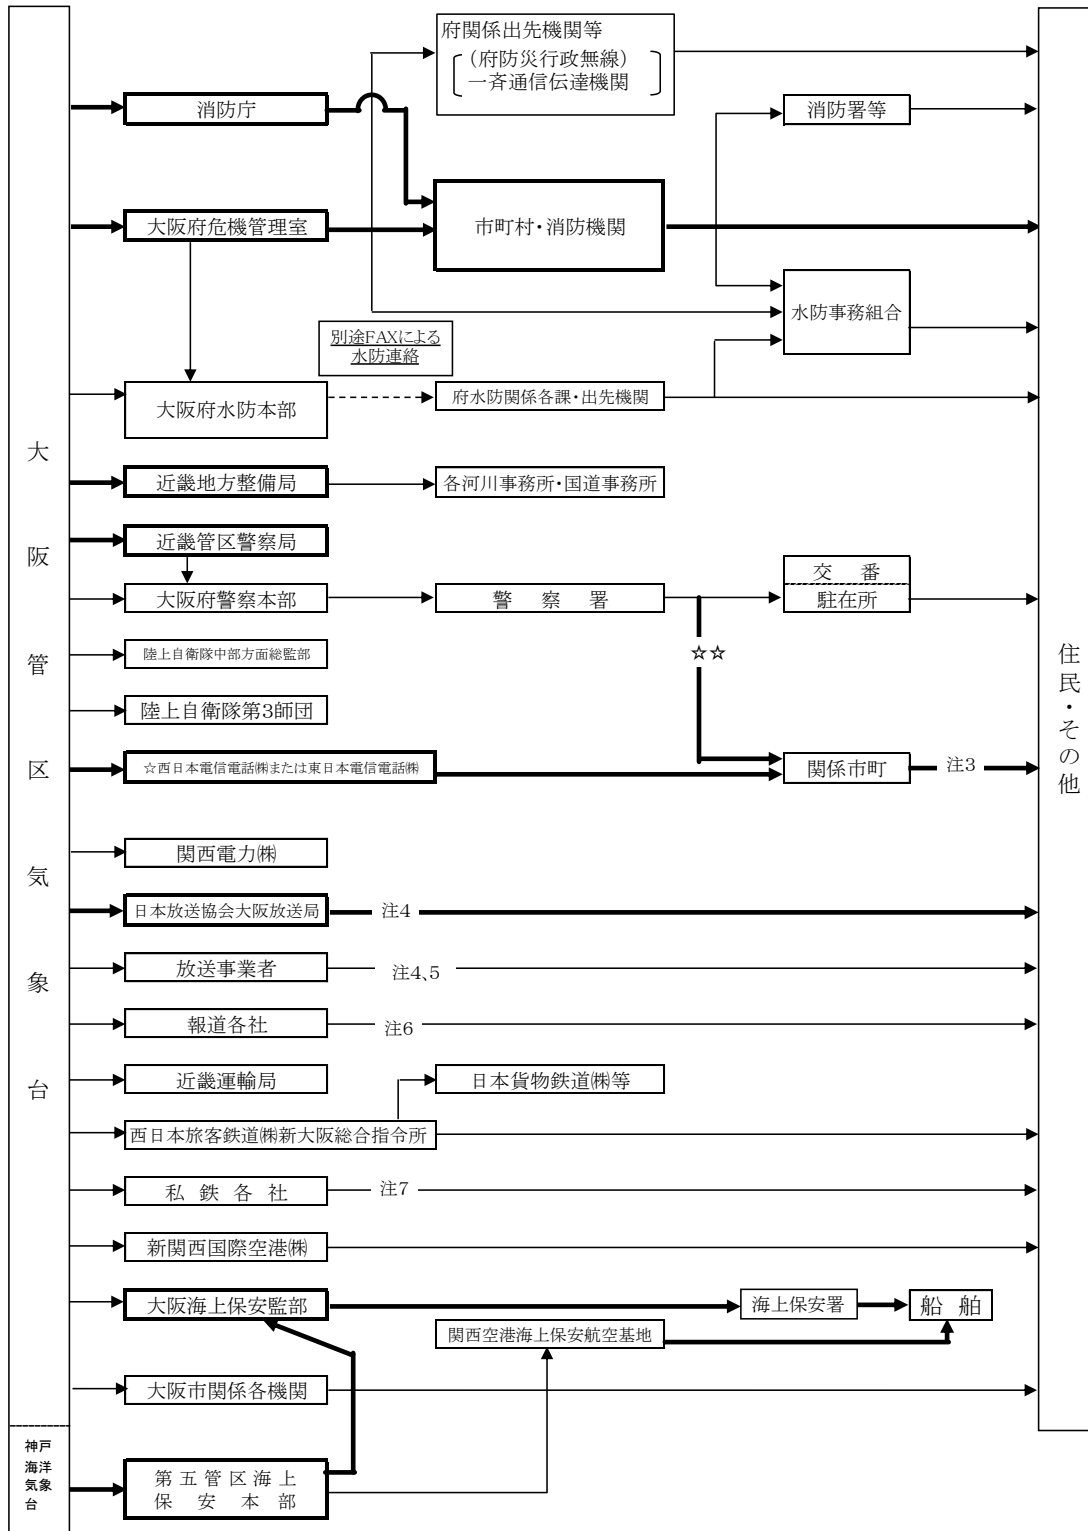 府関係出先機関等
（府防災行政無線）
一斉通信伝達機関
消防庁
消防署等
大阪府危機管理室
市町村・消防機関
水防事務組合
別途FAXによる
水防連絡
大阪府水防本部
府水防関係各課・出先機関
近畿地方整備局
各河川事務所・国道事務所
近畿管区警察局
大阪府警察本部
警察署
交番
駐在所
陸上自衛隊中部方面総監部
☆☆
陸上自衛隊第3師団
☆西日本電信電話㈱または東日本電信電話㈱
関係市町
注3
関西電力㈱
日本放送協会大阪放送局
注4
放送事業者
注4、5
報道各社
注6
近畿運輸局
日本貨物鉄道㈱等
西日本旅客鉄道㈱新大阪総合指令所
私鉄各社
注7
新関西国際空港㈱
大阪海上保安監部
海上保安署
船舶
関西空港海上保安航空基地
大阪市関係各機関
第五管区海上
保安本部
大阪管区気象台
神戸
海洋
気象
台
住民・その他